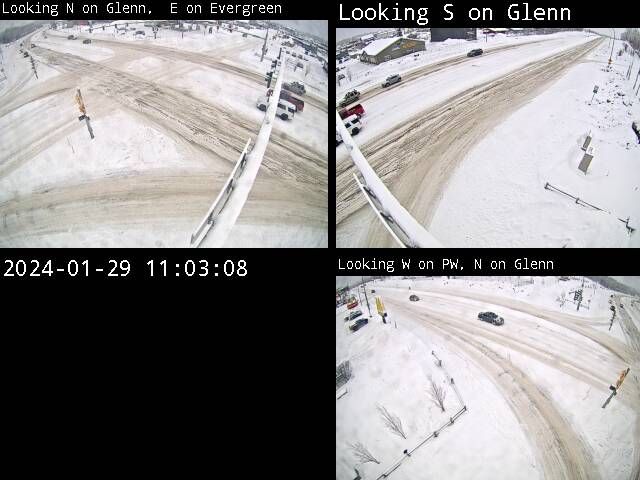 Looking N on Glenn,  E on Evergreen
Looking S on Glenn
2024-01-29 11:03:08
Looking W on PW, N on Glenn